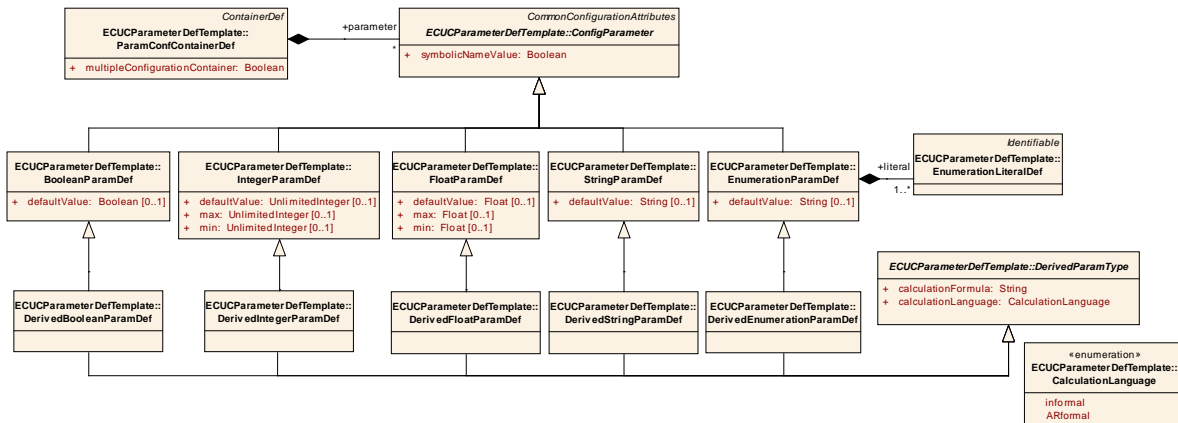 ContainerDef
ECUCParameterDefTemplate::
ParamConfContainerDef
+ multipleConfigurationContainer: Boolean
+parameter
*
CommonConfigurationAttributes
ECUCParameterDefTemplate::ConfigParameter
+ symbolicNameValue: Boolean
ECUCParameterDefTemplate::
BooleanParamDef
+ defaultValue: Boolean [0..1]
ECUCParameterDefTemplate::
IntegerParamDef
+ defaultValue: UnlimitedInteger [0..1]
+ max: UnlimitedInteger [0..1]
+ min: UnlimitedInteger [0..1]
ECUCParameterDefTemplate::
FloatParamDef
+ defaultValue: Float [0..1]
+ max: Float [0..1]
+ min: Float [0..1]
ECUCParameterDefTemplate::
StringParamDef
+ defaultValue: String [0..1]
ECUCParameterDefTemplate::
EnumerationParamDef
+ defaultValue: String [0..1]
+literal
1..*
Identifiable
ECUCParameterDefTemplate::
EnumerationLiteralDef
ECUCParameterDefTemplate::DerivedParamType
+ calculationFormula: String
+ calculationLanguage: CalculationLanguage
ECUCParameterDefTemplate::
DerivedBooleanParamDef
ECUCParameterDefTemplate::
DerivedIntegerParamDef
ECUCParameterDefTemplate::
DerivedFloatParamDef
ECUCParameterDefTemplate::
DerivedStringParamDef
ECUCParameterDefTemplate::
DerivedEnumerationParamDef
«enumeration»
ECUCParameterDefTemplate::
CalculationLanguage
informal
ARformal